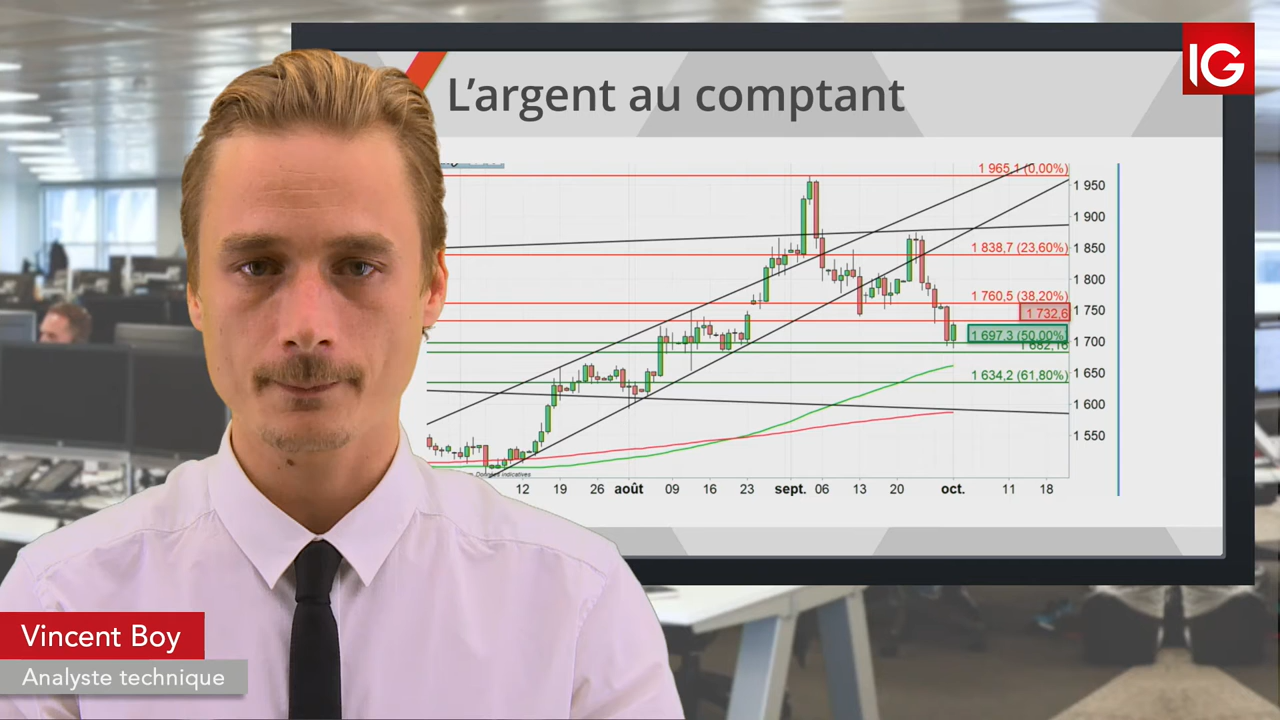 IG
L'argent au comptant
1 965,1 (0,00%)
1 950
1 900
1 850
1 838,7 (23,60%)
1 800
1 760,5 (38,20%)
1 750
1 732,6
1 697,3 (50,00%)
1 700
1 682,16
1 650
1 634,2 (61,80%)
1 600
1 550
Données indicatives
12 19 26 août 09 16 23 sept. 06 13 20 oct. 11 18
Vincent Boy
Analyste technique